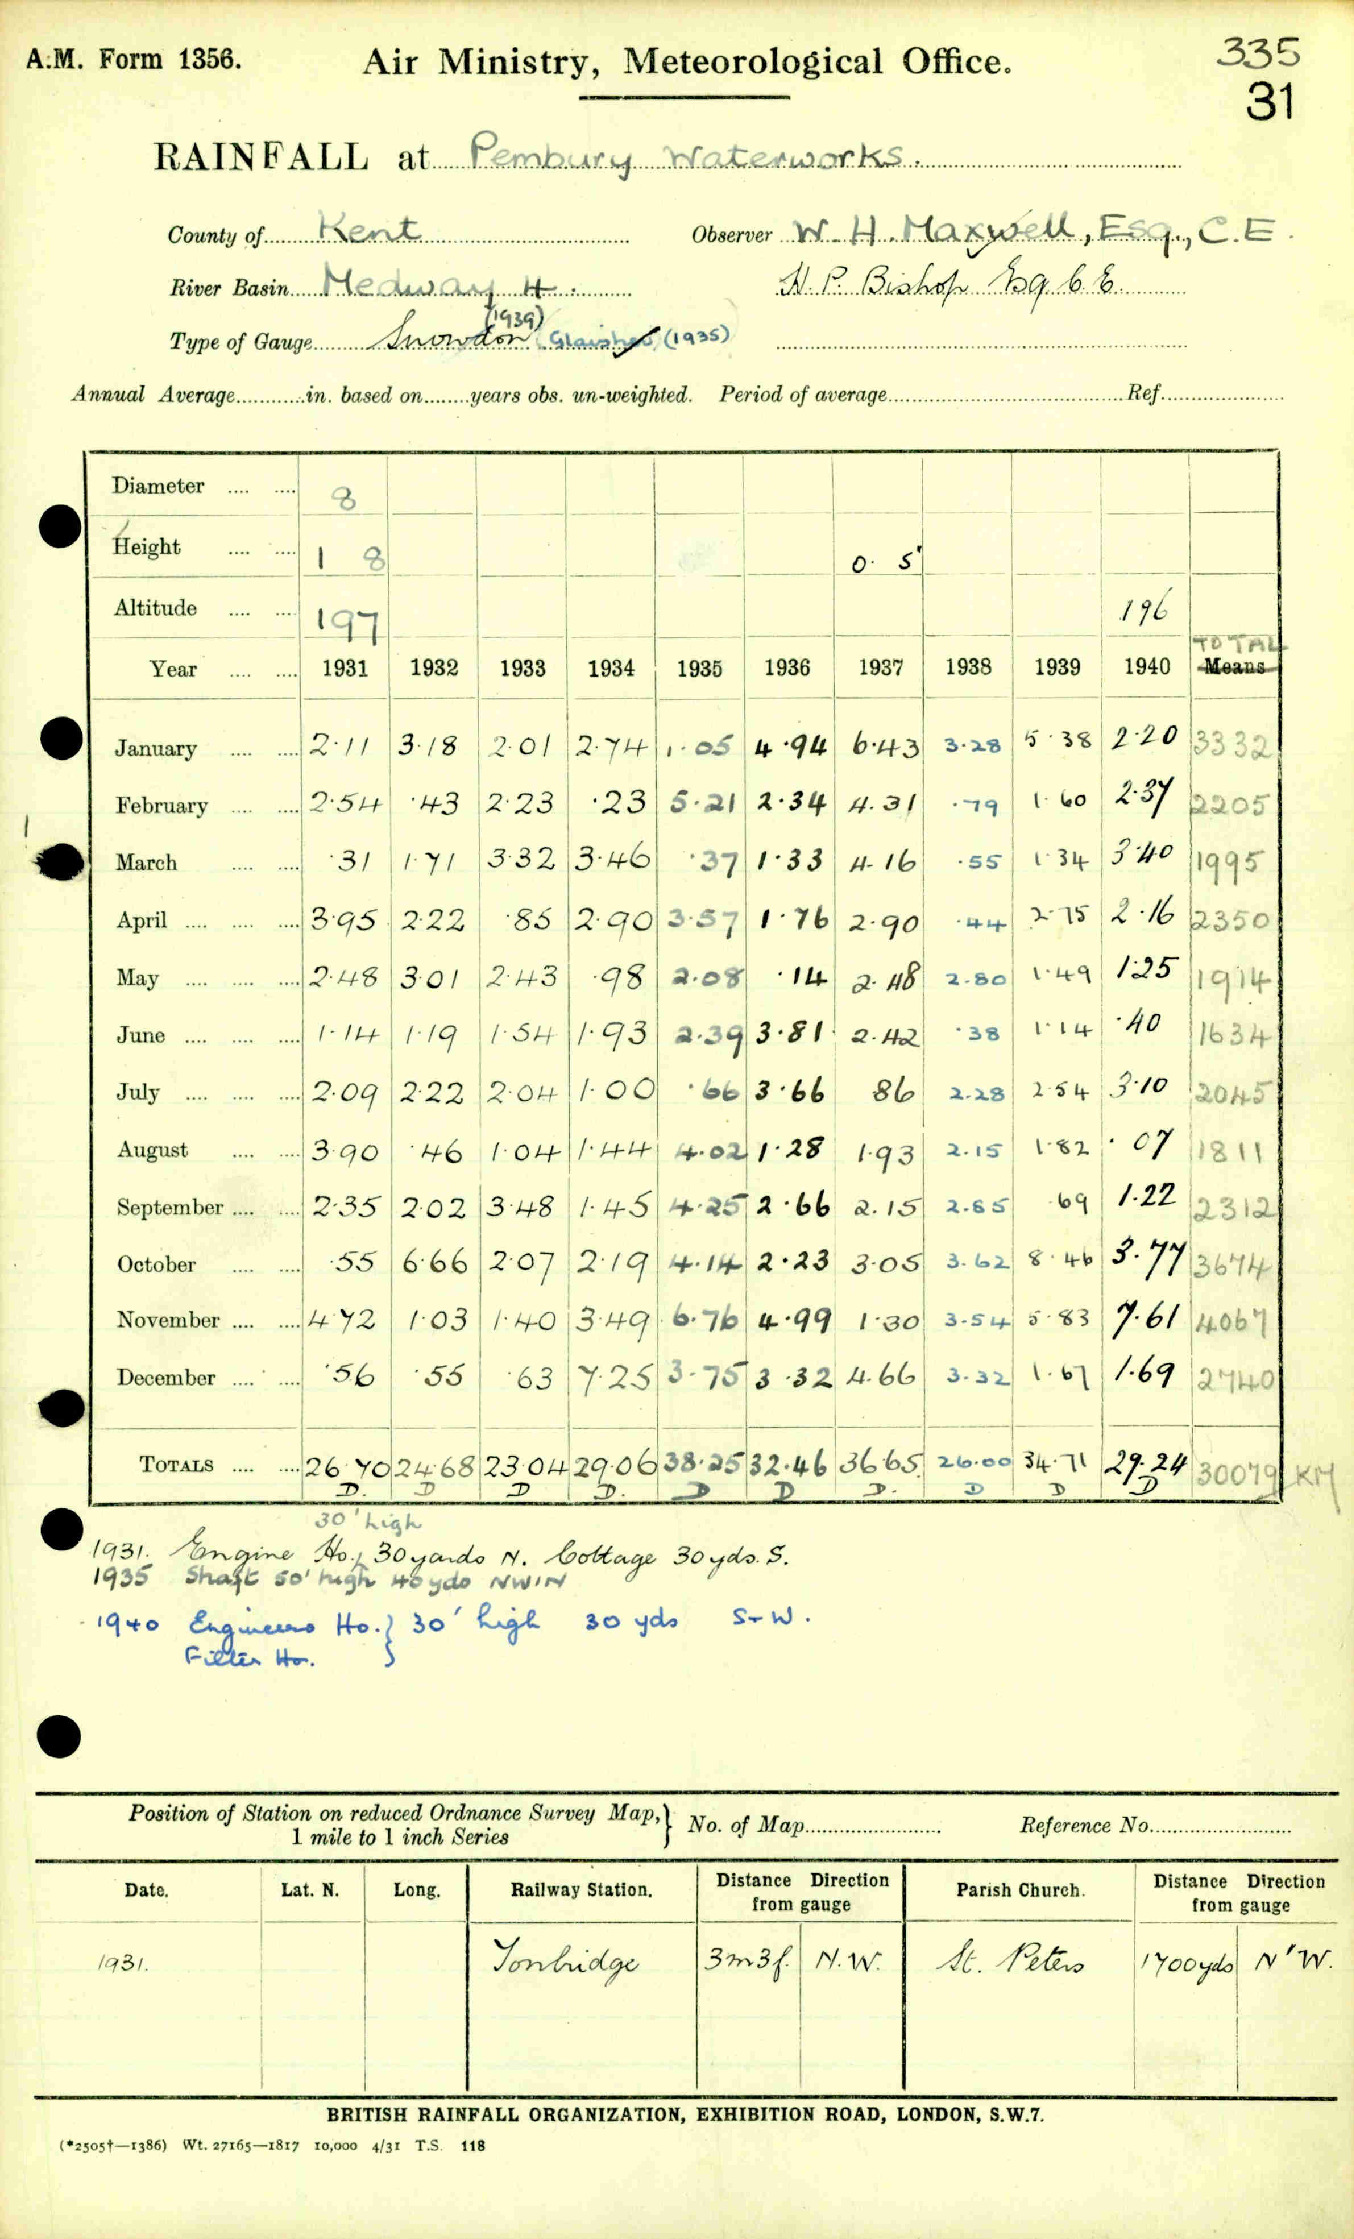 A.M. Form 1356. Air Ministry, Meteorological Office. 335
31
RAINFALL at Pembury Waterworks.
County of Kent Observer W. H. Maxwell, Esq., C.E.
River Basin Medway 4. H. P. Bishop Esq C.E.
Type of Gauge Snowdon (1939) Glaisher (1935)
Annual Average in. based on years obs. un-weighted. Period of average Ref.
Diameter 8
Height 1 8 0. 5
Altitude 197 196
TOTAL
Year 1931 1932 1933 1934 1935 1936 1937 1938 1939 1940 Means
January 2.11 3.18 2.01 2.74 1.05 4.94 6.43 3.28 5.38 2.20 3332
February 2.54 .43 2.23 .23 5.21 2.34 4.31 .79 1.60 2.37 2205
March .31 1.71 3.32 3.46 .37 1.33 4.16 .55 1.34 3.40 1995
April 3.95 2.22 .85 2.90 3.57 1.76 2.90 .44 2.75 2.16 2350
May 2.48 3.01 2.43 .98 2.08 .14 2.48 2.80 1.49 1.25 1914
June 1.14 1.19 1.54 1.93 2.39 3.81 2.42 .38 1.14 .40 1634
July 2.09 2.22 2.04 1.00 .66 3.66 86 2.28 2.54 3.10 2045
August 3.90 .46 1.04 1.44 4.02 1.28 1.93 2.15 1.82 .07 1811
September 2.35 2.02 3.48 1.45 4.25 2.66 2.15 2.85 .69 1.22 2312
October .55 6.66 2.07 2.19 4.14 2.23 3.05 3.62 8.46 3.77 3674
November 4.72 1.03 1.40 3.49 6.76 4.99 1.30 3.54 5.83 7.61 4067
December .56 .55 .63 7.25 3.75 3.32 4.66 3.32 1.67 1.69 2740
TOTALS 26.70 24.68 23.04 29.06 38.25 32.46 36.65 26.00 34.71 29.24 30079 KM
D. D D D. D D D. D D D
30' high
1931. Engine Ho., 30 yards N. Cottage 30 yds. S.
1935 Shaft 50' high 40 yds NW'N
1940 Engineers Ho. } 30' high 30 yds S-W.
Filter Ho.
Position of Station on reduced Ordnance Survey Map, 1 mile to 1 inch Series } No. of Map Reference No.
Date. Lat. N. Long. Railway Station. Distance Direction from gauge Parish Church. Distance Direction from gauge
1931. Tonbridge 3m 3f. N.W. St. Peters 1700 yds N'W.
BRITISH RAINFALL ORGANIZATION, EXHIBITION ROAD, LONDON, S.W.7.
(*2505†—1386) Wt. 27165—1817 10,000 4/31 T.S. 118